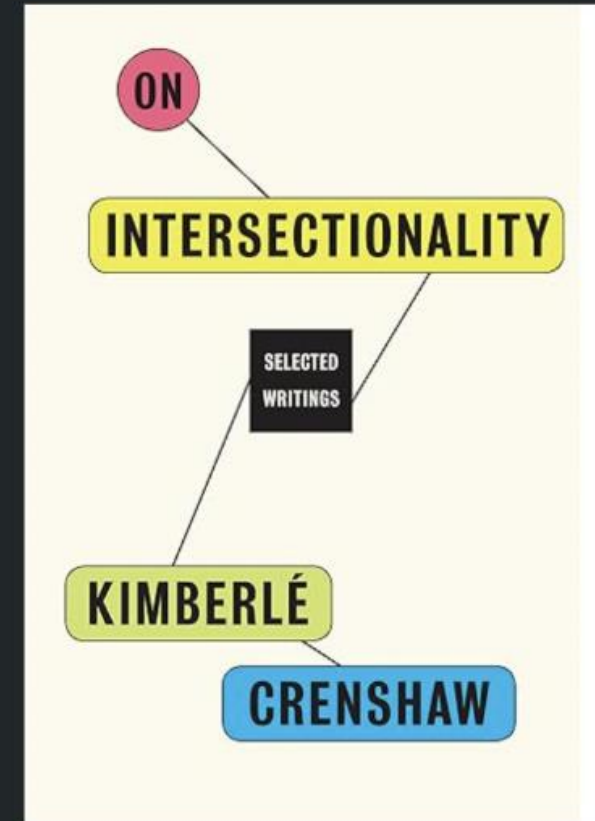 ON
INTERSECTIONALITY
SELECTED
WRITINGS
KIMBERLÉ
CRENSHAW